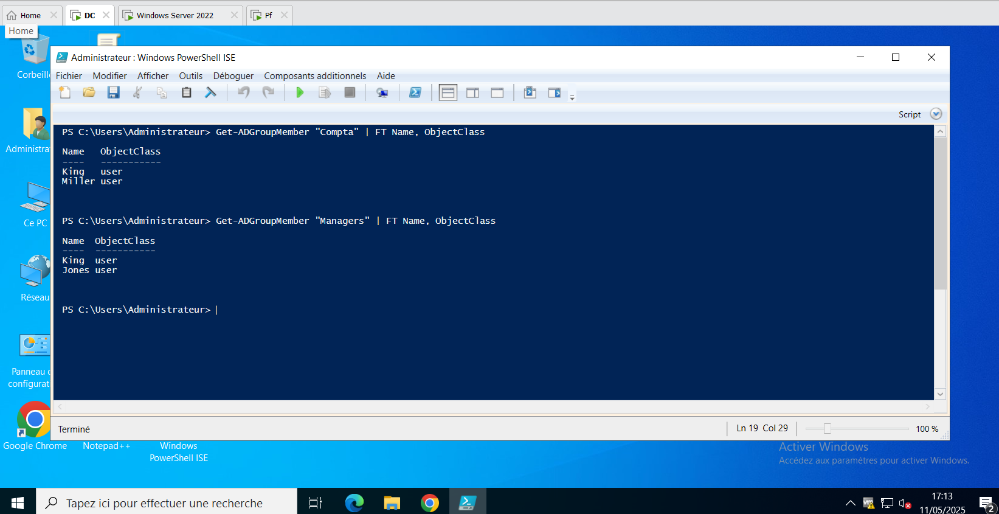 Home
DC
Windows Server 2022
Pf
Home
Corbeill
Administra
Ce PC
Réseau
Panneau d
configurat
Google Chrome
Notepad++
Windows
PowerShell ISE
Administrateur : Windows PowerShell ISE
Fichier Modifier Afficher Outils Déboguer Composants additionnels Aide
Script
PS C:\Users\Administrateur> Get-ADGroupMember "Compta" | FT Name, ObjectClass
Name ObjectClass
---- -----------
King user
Miller user
PS C:\Users\Administrateur> Get-ADGroupMember "Managers" | FT Name, ObjectClass
Name ObjectClass
---- -----------
King user
Jones user
PS C:\Users\Administrateur>
Terminé
Ln 19 Col 29
100 %
Activer Windows
Accédez aux paramètres pour activer Windows.
Tapez ici pour effectuer une recherche
17:13
11/05/2025
2